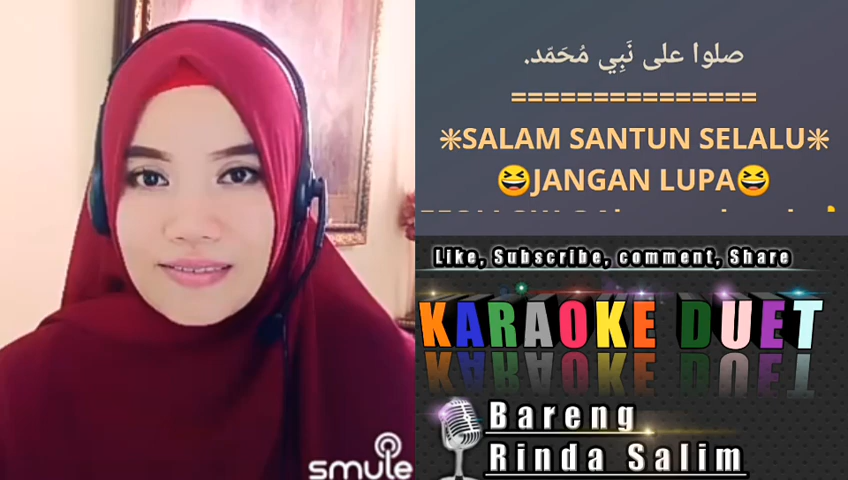 صلوا على نَبِي مُحَمّد.
===============
❇SALAM SANTUN SELALU❇
😆JANGAN LUPA😆
Like, Subscribe, comment, Share
KARAOKE DUET
Bareng
Rinda Salim
smule